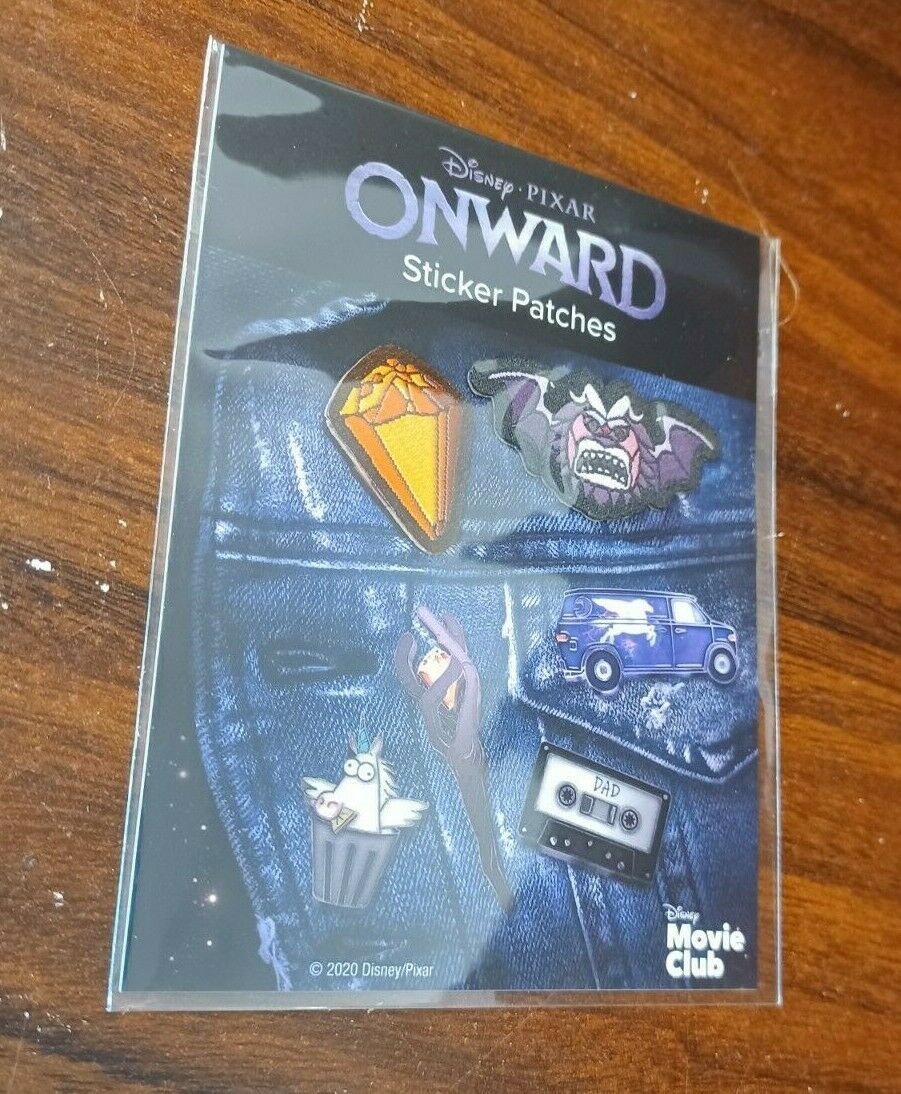 Disney · PIXAR
ONWARD
Sticker Patches
DAD
© 2020 Disney/Pixar
Disney
Movie
Club